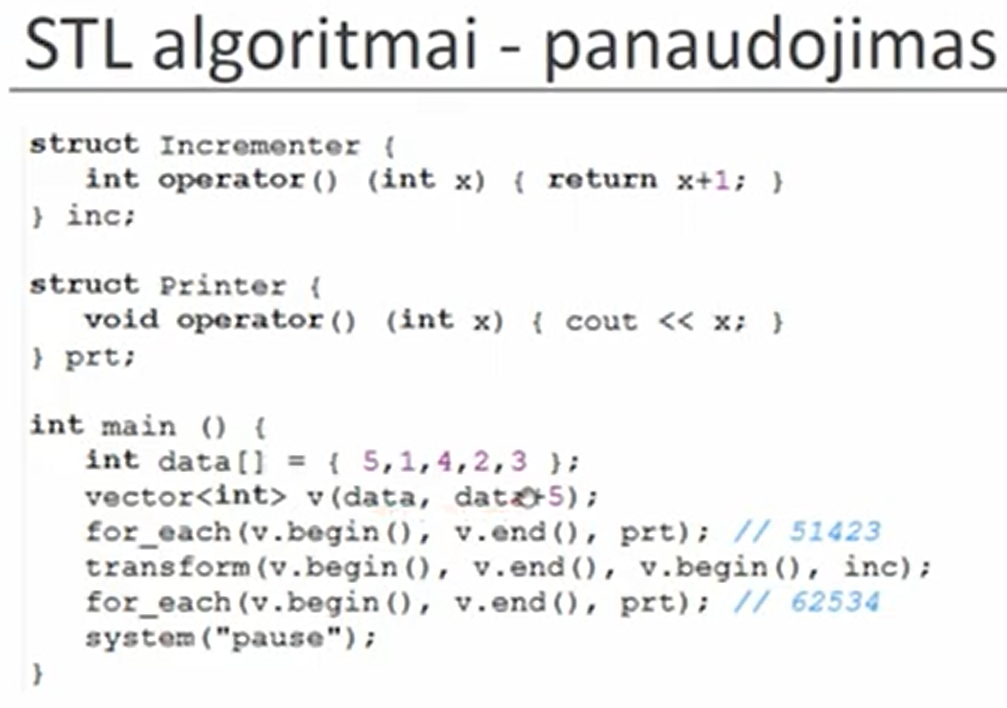 STL algoritmai - panaudojimas
struct Incrementer {
int operator() (int x) { return x+1; }
} inc;
struct Printer {
void operator() (int x) { cout << x; }
} prt;
int main () {
int data[] = { 5,1,4,2,3 };
vector<int> v(data, data+5);
for_each(v.begin(), v.end(), prt); // 51423
transform(v.begin(), v.end(), v.begin(), inc);
for_each(v.begin(), v.end(), prt); // 62534
system("pause");
}